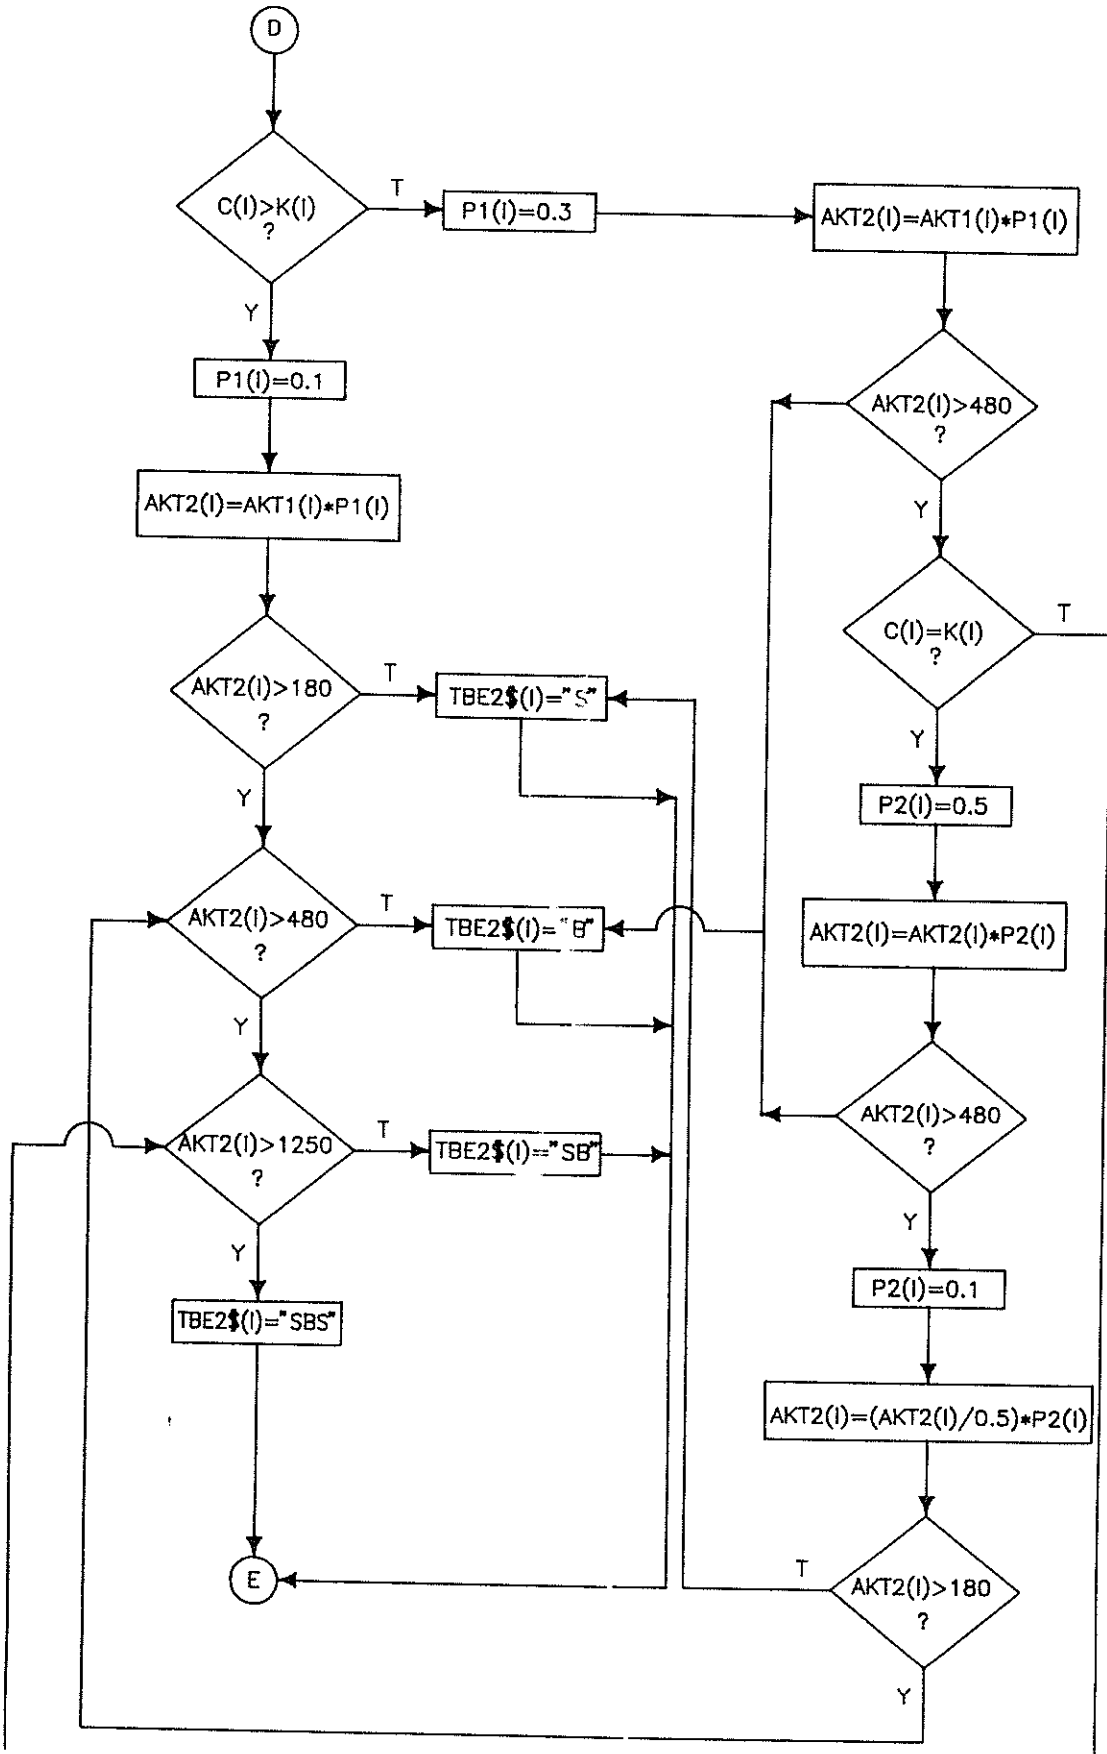 D
C(I)>K(I)
?
T
P1(I)=0.3
AKT2(I)=AKT1(I)*P1(I)
Y
P1(I)=0.1
AKT2(I)>480
?
Y
AKT2(I)=AKT1(I)*P1(I)
C(I)=K(I)
?
T
AKT2(I)>180
?
T
TBE2$(I)="S"
Y
Y
P2(I)=0.5
AKT2(I)>480
?
T
TBE2$(I)="B"
AKT2(I)=AKT2(I)*P2(I)
Y
AKT2(I)>480
?
AKT2(I)>1250
?
T
TBE2$(I)="SB"
Y
Y
P2(I)=0.1
TBE2$(I)="SBS"
AKT2(I)=(AKT2(I)/0.5)*P2(I)
E
T
AKT2(I)>180
?
Y